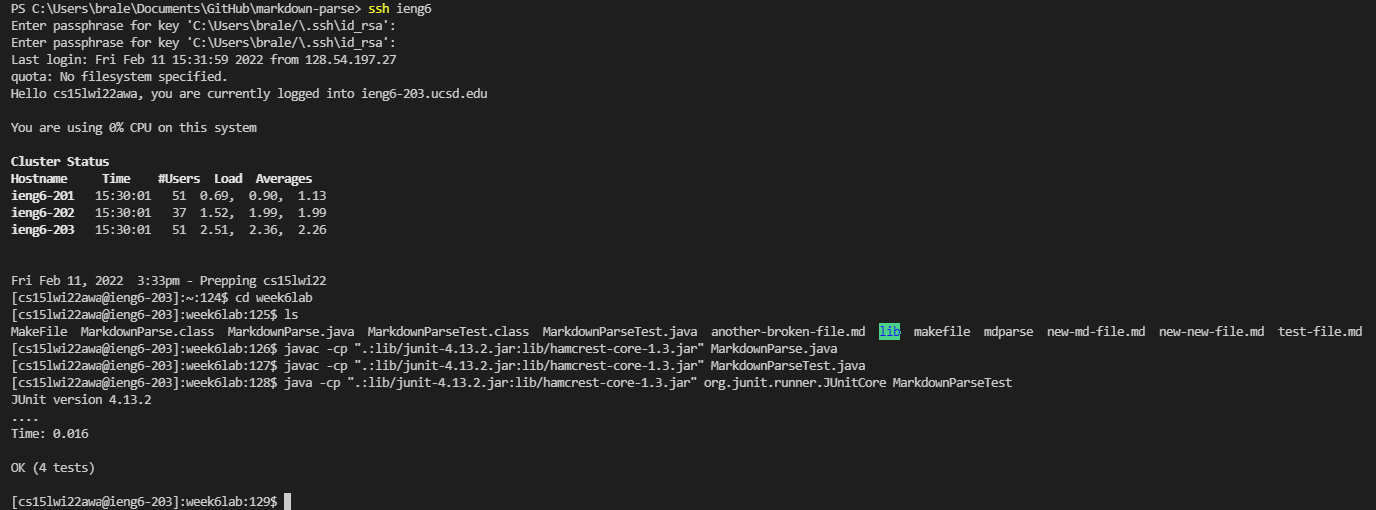 PS C:\Users\brale\Documents\GitHub\markdown-parse> ssh ieng6
Enter passphrase for key 'C:\Users\brale/\.ssh\id_rsa':
Enter passphrase for key 'C:\Users\brale/\.ssh\id_rsa':
Last login: Fri Feb 11 15:31:59 2022 from 128.54.197.27
quota: No filesystem specified.
Hello cs15lwi22awa, you are currently logged into ieng6-203.ucsd.edu
You are using 0% CPU on this system
Cluster Status
Hostname     Time    #Users  Load  Averages
ieng6-201   15:30:01   51  0.69,  0.90,  1.13
ieng6-202   15:30:01   37  1.52,  1.99,  1.99
ieng6-203   15:30:01   51  2.51,  2.36,  2.26
Fri Feb 11, 2022  3:33pm - Prepping cs15lwi22
[cs15lwi22awa@ieng6-203]:~:124$ cd week6lab
[cs15lwi22awa@ieng6-203]:week6lab:125$ ls
MakeFile  MarkdownParse.class  MarkdownParse.java  MarkdownParseTest.class  MarkdownParseTest.java  another-broken-file.md  lib  makefile  mdparse  new-md-file.md  new-new-file.md  test-file.md
[cs15lwi22awa@ieng6-203]:week6lab:126$ javac -cp ".:lib/junit-4.13.2.jar:lib/hamcrest-core-1.3.jar" MarkdownParse.java
[cs15lwi22awa@ieng6-203]:week6lab:127$ javac -cp ".:lib/junit-4.13.2.jar:lib/hamcrest-core-1.3.jar" MarkdownParseTest.java
[cs15lwi22awa@ieng6-203]:week6lab:128$ java -cp ".:lib/junit-4.13.2.jar:lib/hamcrest-core-1.3.jar" org.junit.runner.JUnitCore MarkdownParseTest
JUnit version 4.13.2
....
Time: 0.016
OK (4 tests)
[cs15lwi22awa@ieng6-203]:week6lab:129$